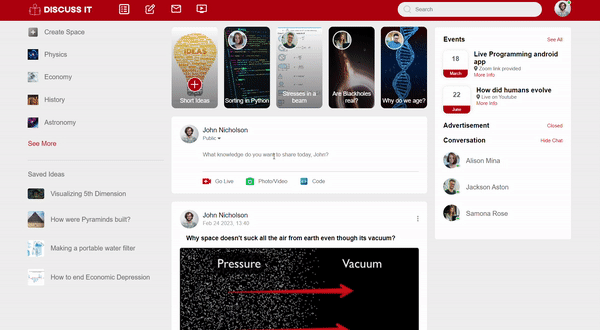 DISCUSS IT
Search
Create Space
Physics
Economy
History
Astronomy
See More
Saved Ideas
Visualizing 5th Dimension
How were Pyraminds built?
Making a portable water filter
How to end Economic Depression
IDEAS
Short Ideas
Sorting in Python
Stresses in a
beam
Are Blackholes
real?
Why do we age?
John Nicholson
Public
What knowledge do you want to share today, John?
Go Live
Photo/Video
Code
John Nicholson
Feb 24 2023, 13:40
Why space doesn't suck all the air from earth even though its vacuum?
Pressure
Vacuum
Events
See All
18
March
Live Programming android
app
Zoom link provided
More Info
22
June
How did humans evolve
Live on Youtube
More Info
Advertisement
Closed
Conversation
Hide Chat
Alison Mina
Jackson Aston
Samona Rose